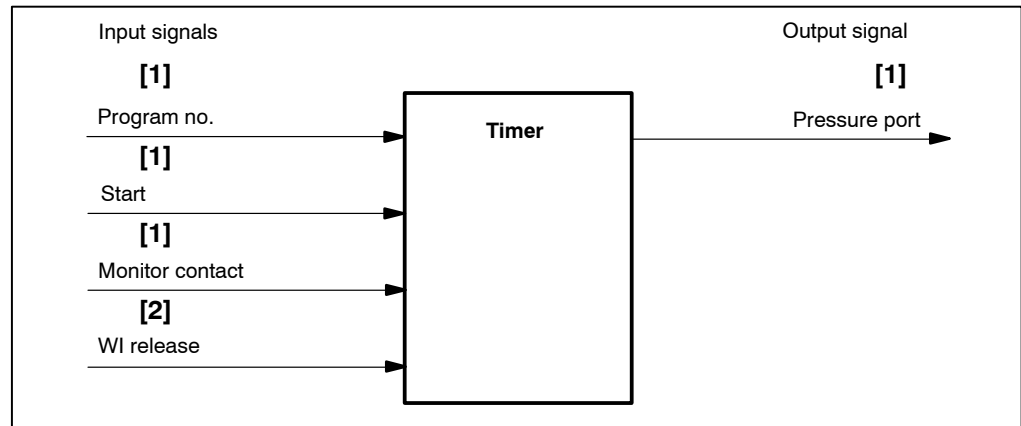 Input signals
Output signal
[1]
[1]
Program no.
Timer
Pressure port
[1]
Start
[1]
Monitor contact
[2]
WI release